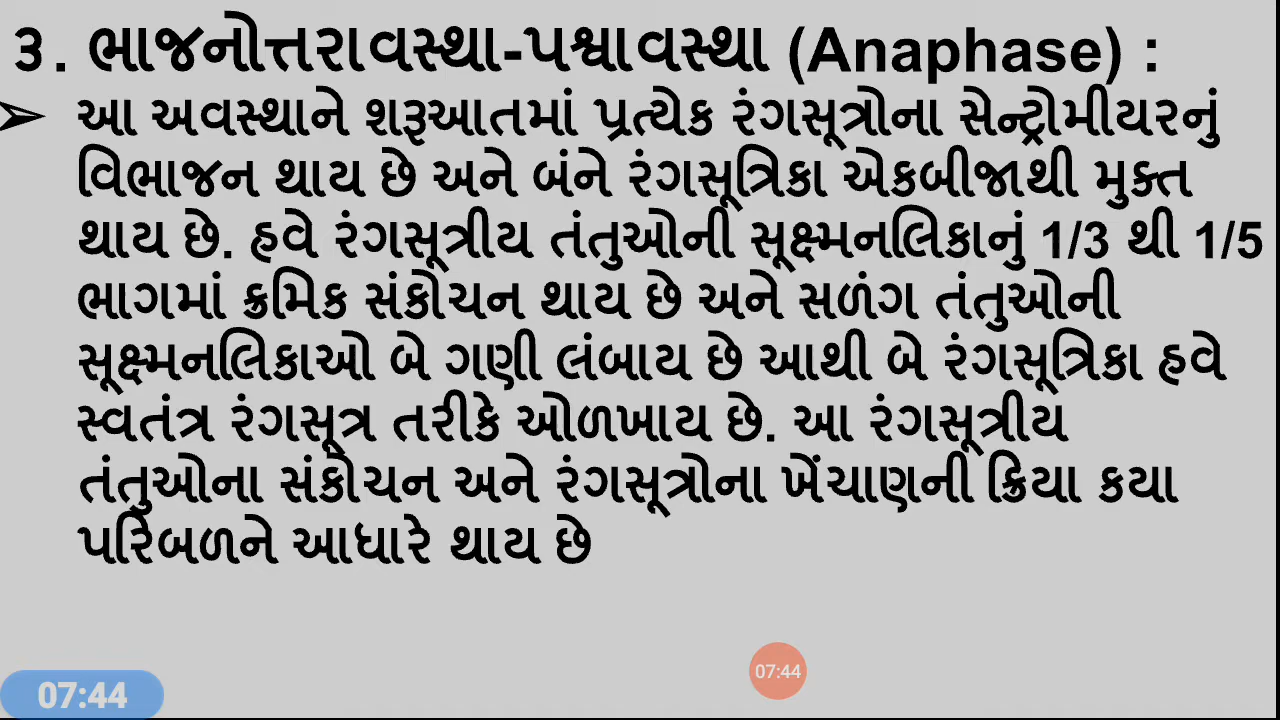 ૩. ભાજનોત્તરાવસ્થા-પશ્ચાવસ્થા (Anaphase) :
➢ આ અવસ્થાને શરૂઆતમાં પ્રત્યેક રંગસૂત્રોના સેન્ટ્રોમીયરનું
વિભાજન થાય છે અને બંને રંગસૂત્રિકા એકબીજાથી મુક્ત
થાય છે. હવે રંગસૂત્રીય તંતુઓની સૂક્ષ્મનલિકાનું 1/3 થી 1/5
ભાગમાં ક્રમિક સંકોચન થાય છે અને સળંગ તંતુઓની
સૂક્ષ્મનલિકાઓ બે ગણી લંબાય છે આથી બે રંગસૂત્રિકા હવે
સ્વતંત્ર રંગસૂત્ર તરીકે ઓળખાય છે. આ રંગસૂત્રીય
તંતુઓના સંકોચન અને રંગસૂત્રોના ખેંચાણની ક્રિયા કયા
પરિબળને આધારે થાય છે
07:44
07:44